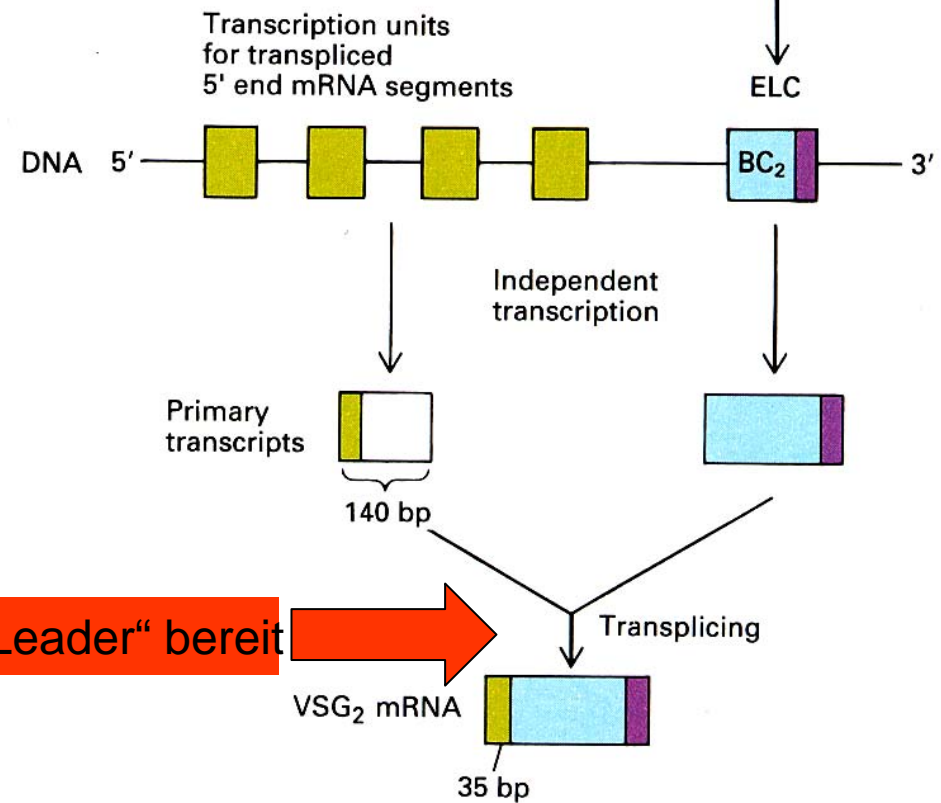 Transcription units
for transpliced
5' end mRNA segments
ELC
DNA 5'
BC₂
3'
Independent
transcription
Primary
transcripts
140 bp
Leader“ bereit
Transplicing
VSG₂ mRNA
35 bp